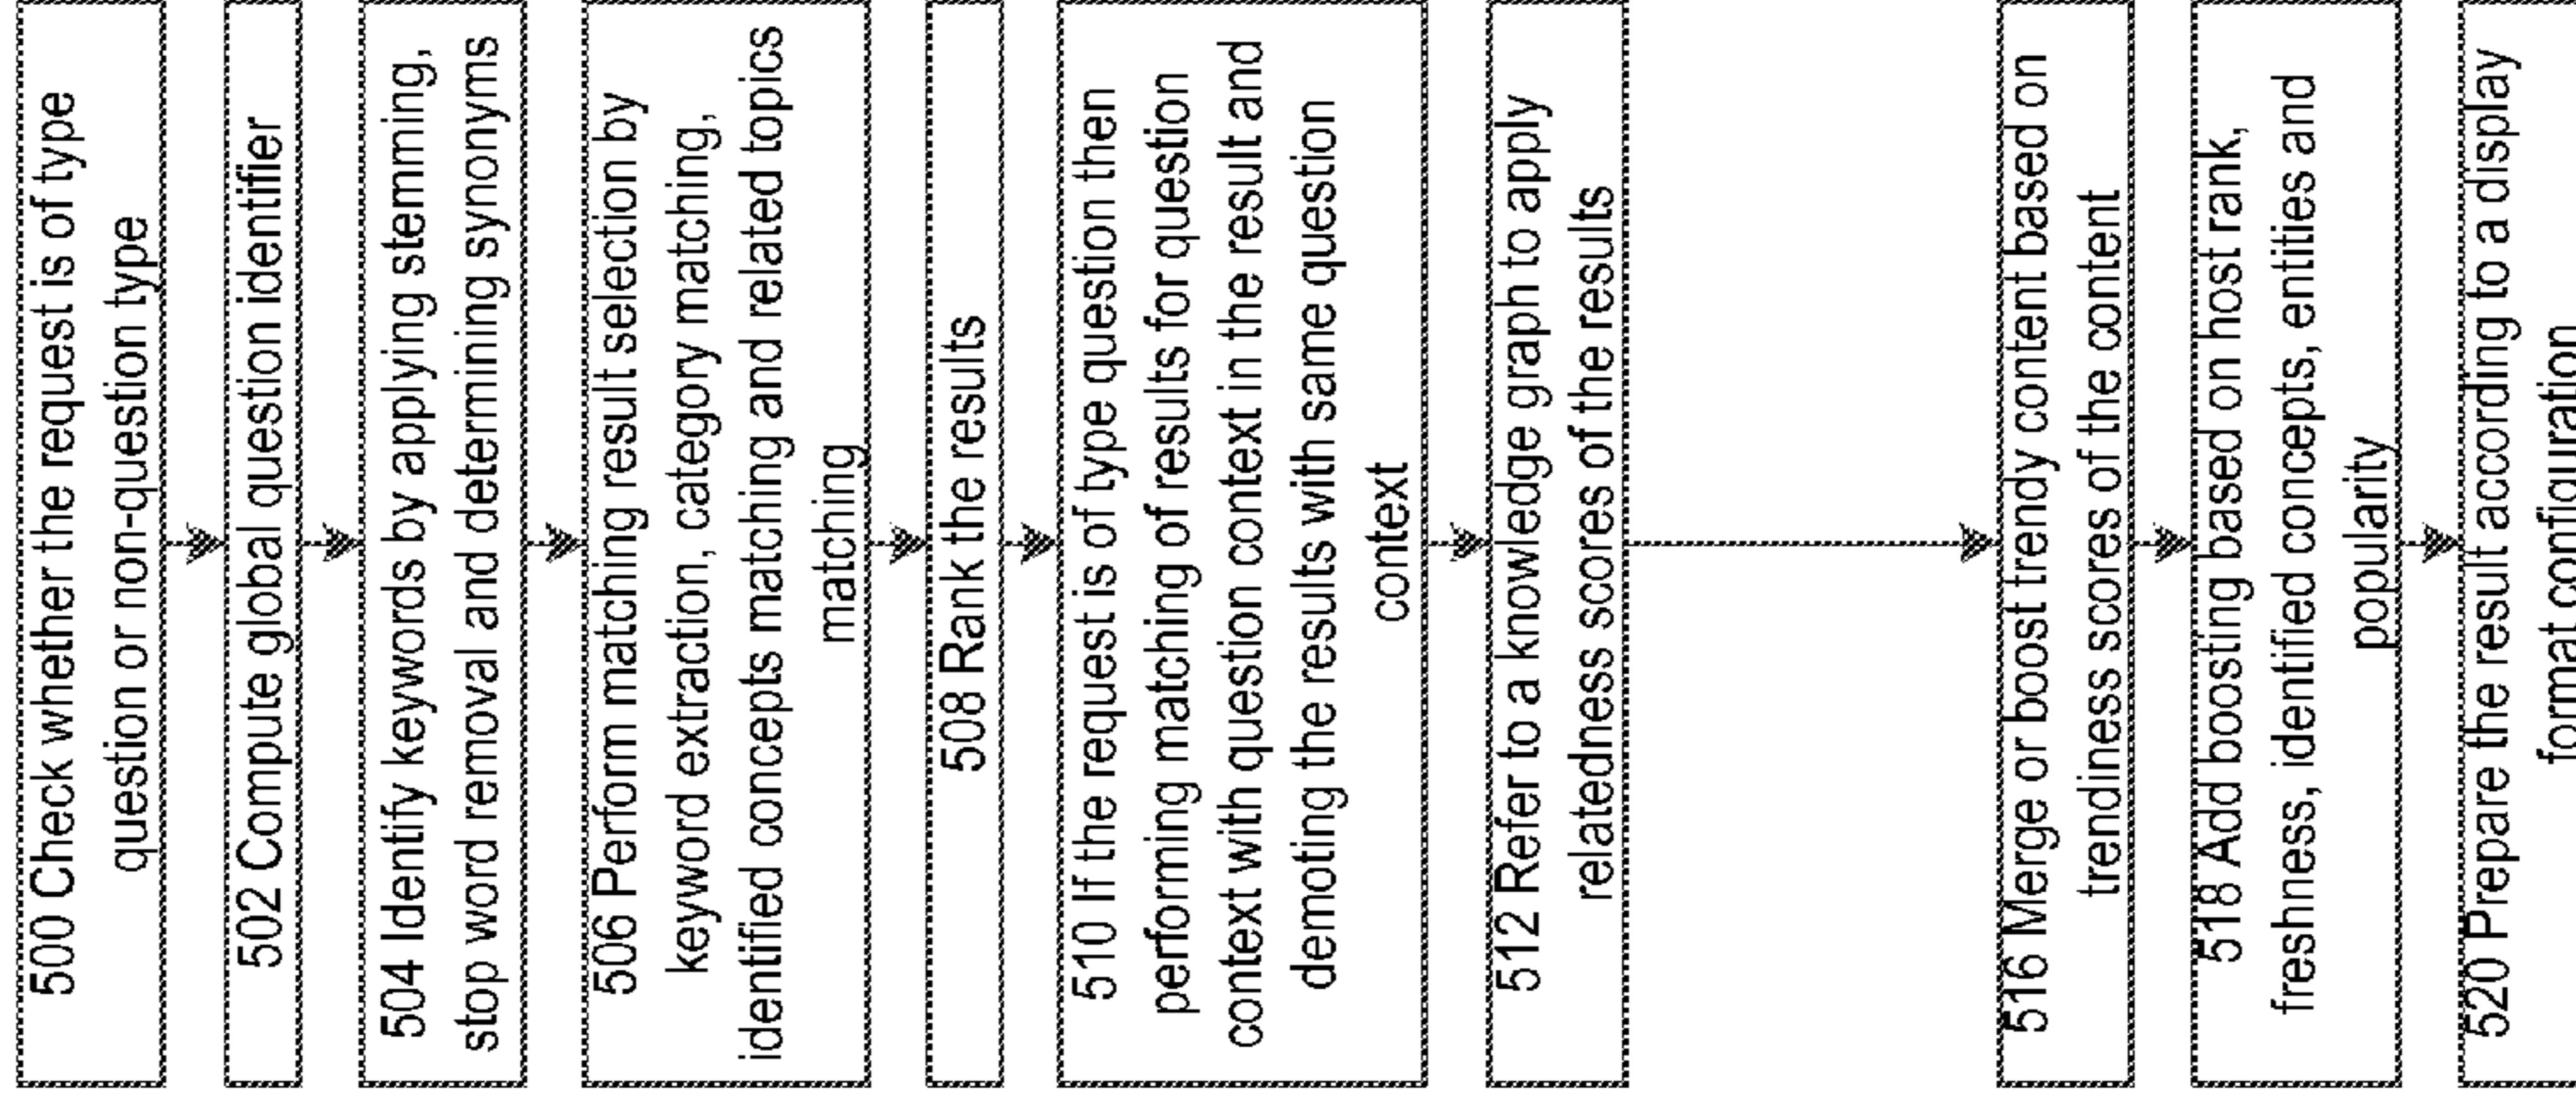 500 Check whether the request is of type
question or non-question type
502 Compute global question identifier
504 Identify keywords by applying stemming,
stop word removal and determining synonyms
506 Perform matching result selection by
keyword extraction, category matching,
identified concepts matching and related topics
matching
508 Rank the results
510 If the request is of type question then
performing matching of results for question
context with question context in the result and
demoting the results with same question
context
512 Refer to a knowledge graph to apply
relatedness scores of the results
516 Merge or boost trendy content based on
trendiness scores of the content
518 Add boosting based on host rank,
freshness, identified concepts, entities and
popularity
520 Prepare the result according to a display
format configuration